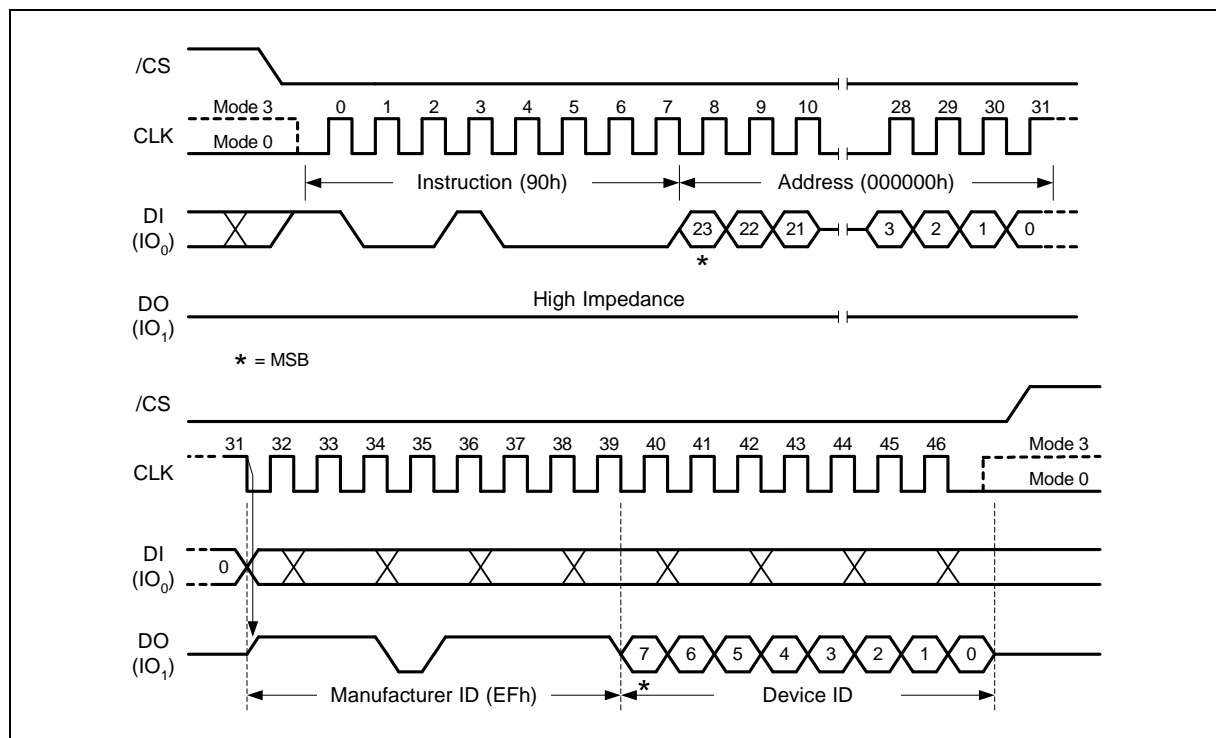 /CS
Mode 3
0 1 2 3 4 5 6 7 8 9 10 28 29 30 31
CLK
Mode 0
Instruction (90h) Address (000000h)
DI
(IO0)
23 22 21 3 2 1 0
*
High Impedance
DO
(IO1)
* = MSB
/CS
31 32 33 34 35 36 37 38 39 40 41 42 43 44 45 46
Mode 3
CLK
Mode 0
DI
(IO0)
0
DO
(IO1)
7 6 5 4 3 2 1 0
*
Manufacturer ID (EFh) Device ID